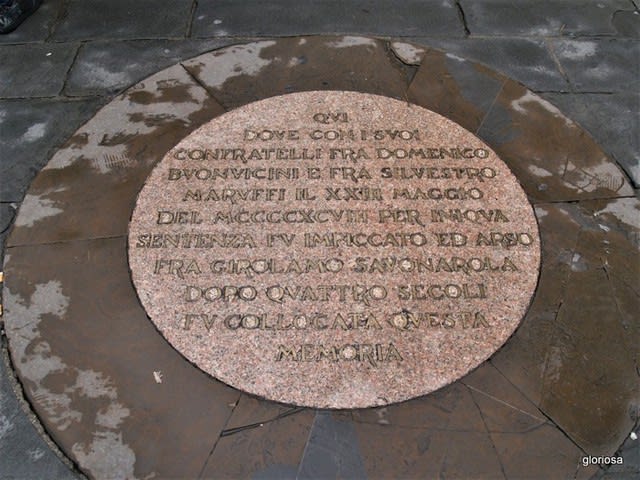 QVI
DOVE CON I SVOI
CONFRATELLI FRA DOMENICO
BVONVICINI E FRA SILVESTRO
MARVFFI IL XXIII MAGGIO
DEL MCCCCXCVIII PER INIQVA
SENTENZA FV IMPICCATO ED ARSO
FRA GIROLAMO SAVONAROLA
DOPO QVATTRO SECOLI
FV COLLOCATA QVESTA
MEMORIA
gloriosa